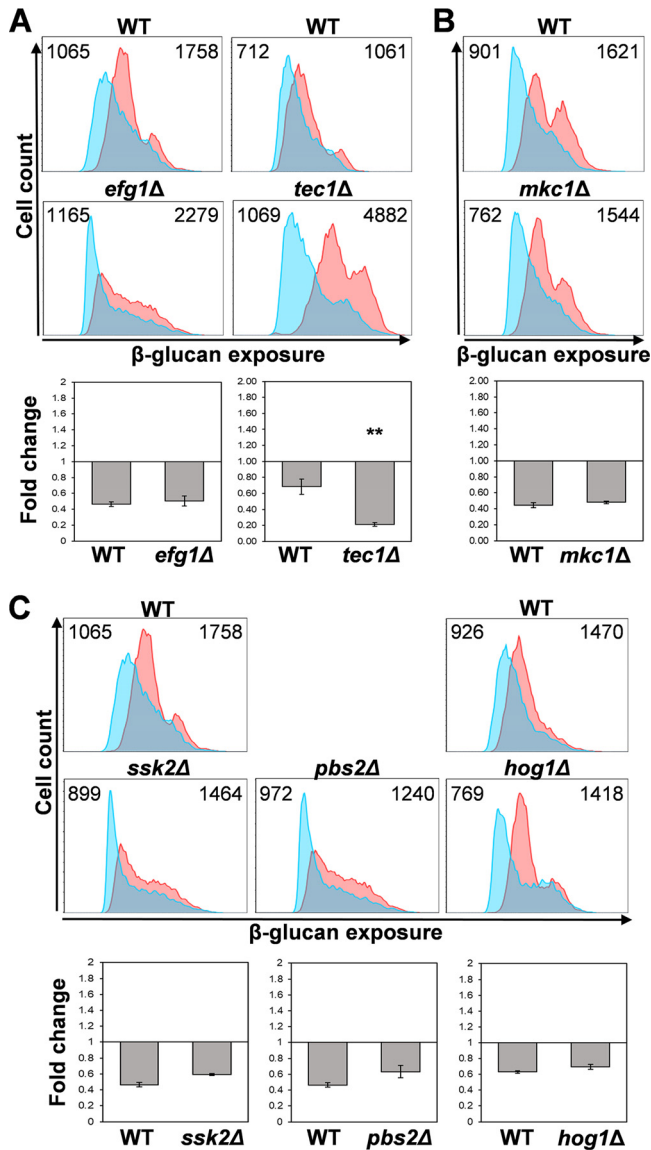 A
B
WT
WT
WT
1065 1758
712 1061
901 1621
Cell count
efg1Δ
tec1Δ
mkc1Δ
1165 2279
1069 4882
762 1544
β-glucan exposure
β-glucan exposure
Fold change
2
1.8
1.6
1.4
1.2
1
0.8
0.6
0.4
0.2
0
WT efg1Δ
2.00
1.80
1.60
1.40
1.20
1.00
0.80
0.60
0.40
0.20
0.00
**
WT tec1Δ
2.00
1.80
1.60
1.40
1.20
1.00
0.80
0.60
0.40
0.20
0.00
WT mkc1Δ
C
WT
WT
1065 1758
926 1470
Cell count
ssk2Δ
pbs2Δ
hog1Δ
899 1464
972 1240
769 1418
β-glucan exposure
Fold change
2
1.8
1.6
1.4
1.2
1
0.8
0.6
0.4
0.2
0
WT ssk2Δ
2
1.8
1.6
1.4
1.2
1
0.8
0.6
0.4
0.2
0
WT pbs2Δ
2
1.8
1.6
1.4
1.2
1
0.8
0.6
0.4
0.2
0
WT hog1Δ